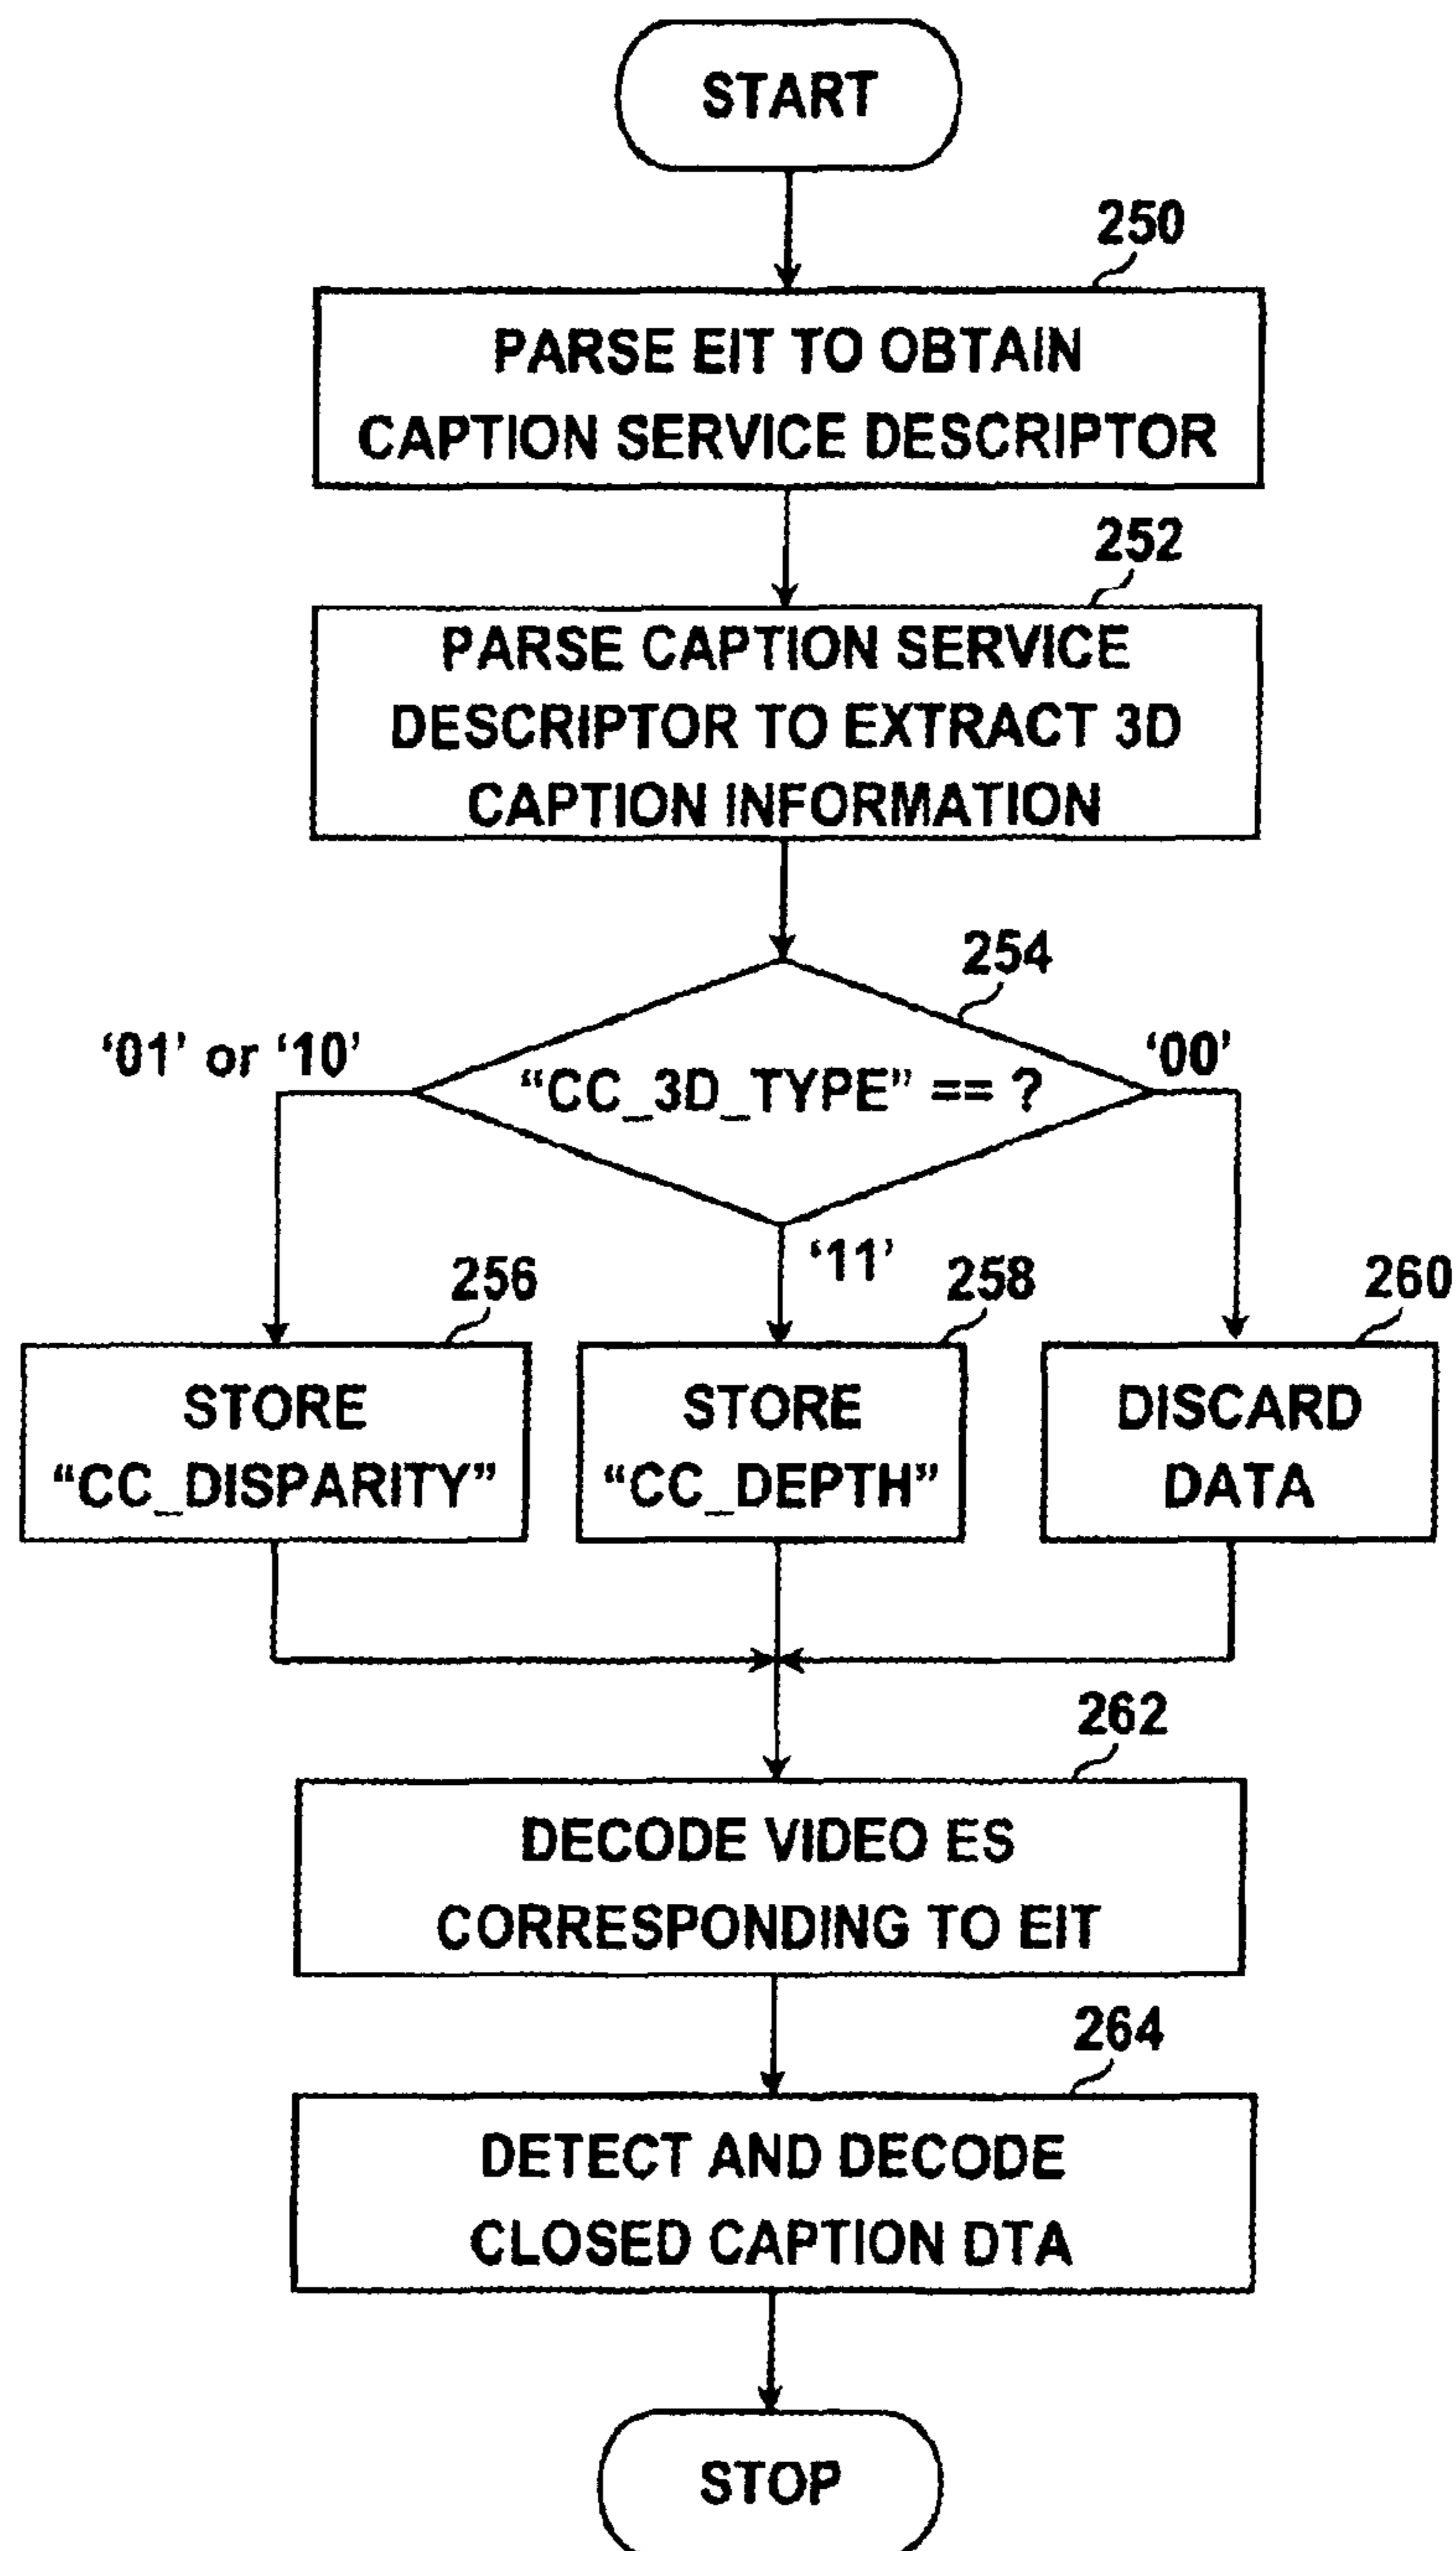 START
250
PARSE EIT TO OBTAIN
CAPTION SERVICE DESCRIPTOR
252
PARSE CAPTION SERVICE
DESCRIPTOR TO EXTRACT 3D
CAPTION INFORMATION
254
‘01’ or ‘10’
“CC_3D_TYPE” == ?
‘00’
‘11’
256
STORE
“CC_DISPARITY”
258
STORE
“CC_DEPTH”
260
DISCARD
DATA
262
DECODE VIDEO ES
CORRESPONDING TO EIT
264
DETECT AND DECODE
CLOSED CAPTION DTA
STOP